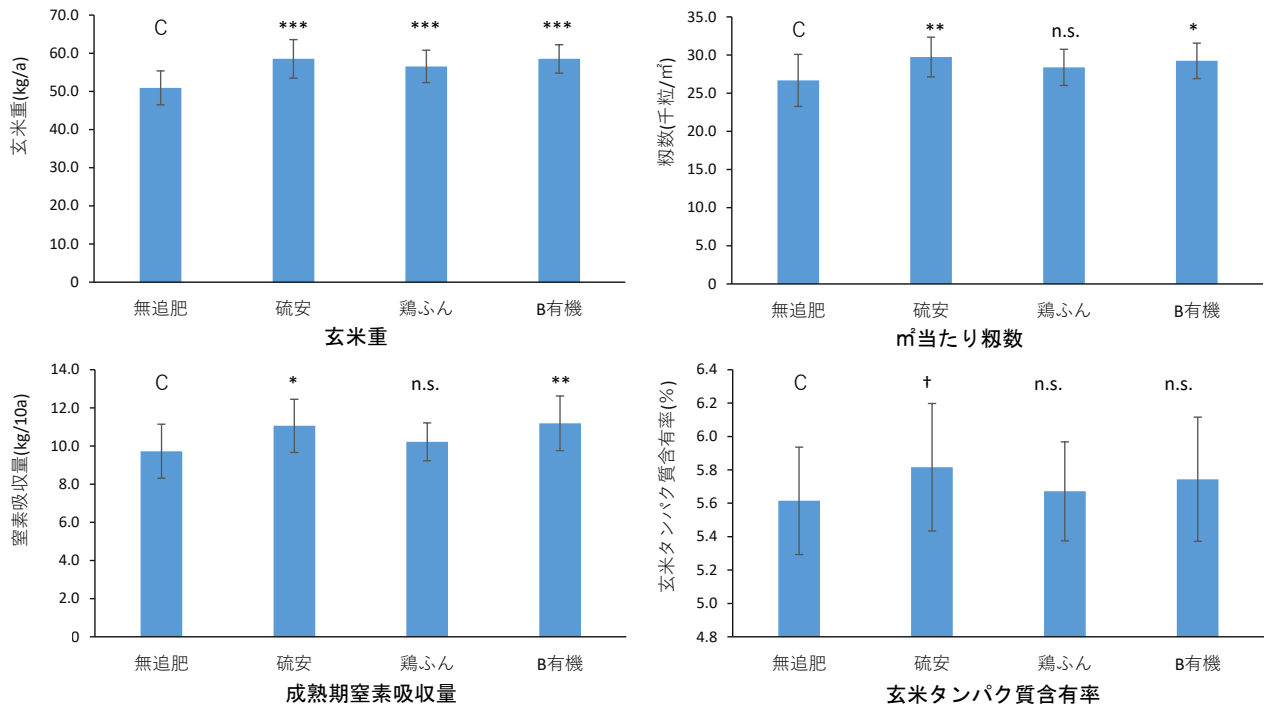 玄米重(kg/a)
70.0
60.0
50.0
40.0
30.0
20.0
10.0
0
C
***
***
***
無追肥
硫安
鶏ふん
B有機
玄米重
籾数(千粒/㎡)
35.0
30.0
25.0
20.0
15.0
10.0
5.0
0
C
**
n.s.
*
無追肥
硫安
鶏ふん
B有機
㎡当たり籾数
窒素吸収量(kg/10a)
14.0
12.0
10.0
8.0
6.0
4.0
2.0
0
C
*
n.s.
**
無追肥
硫安
鶏ふん
B有機
成熟期窒素吸収量
玄米タンパク質含有率(%)
6.4
6.2
6.0
5.8
5.6
5.4
5.2
5.0
4.8
C
†
n.s.
n.s.
無追肥
硫安
鶏ふん
B有機
玄米タンパク質含有率